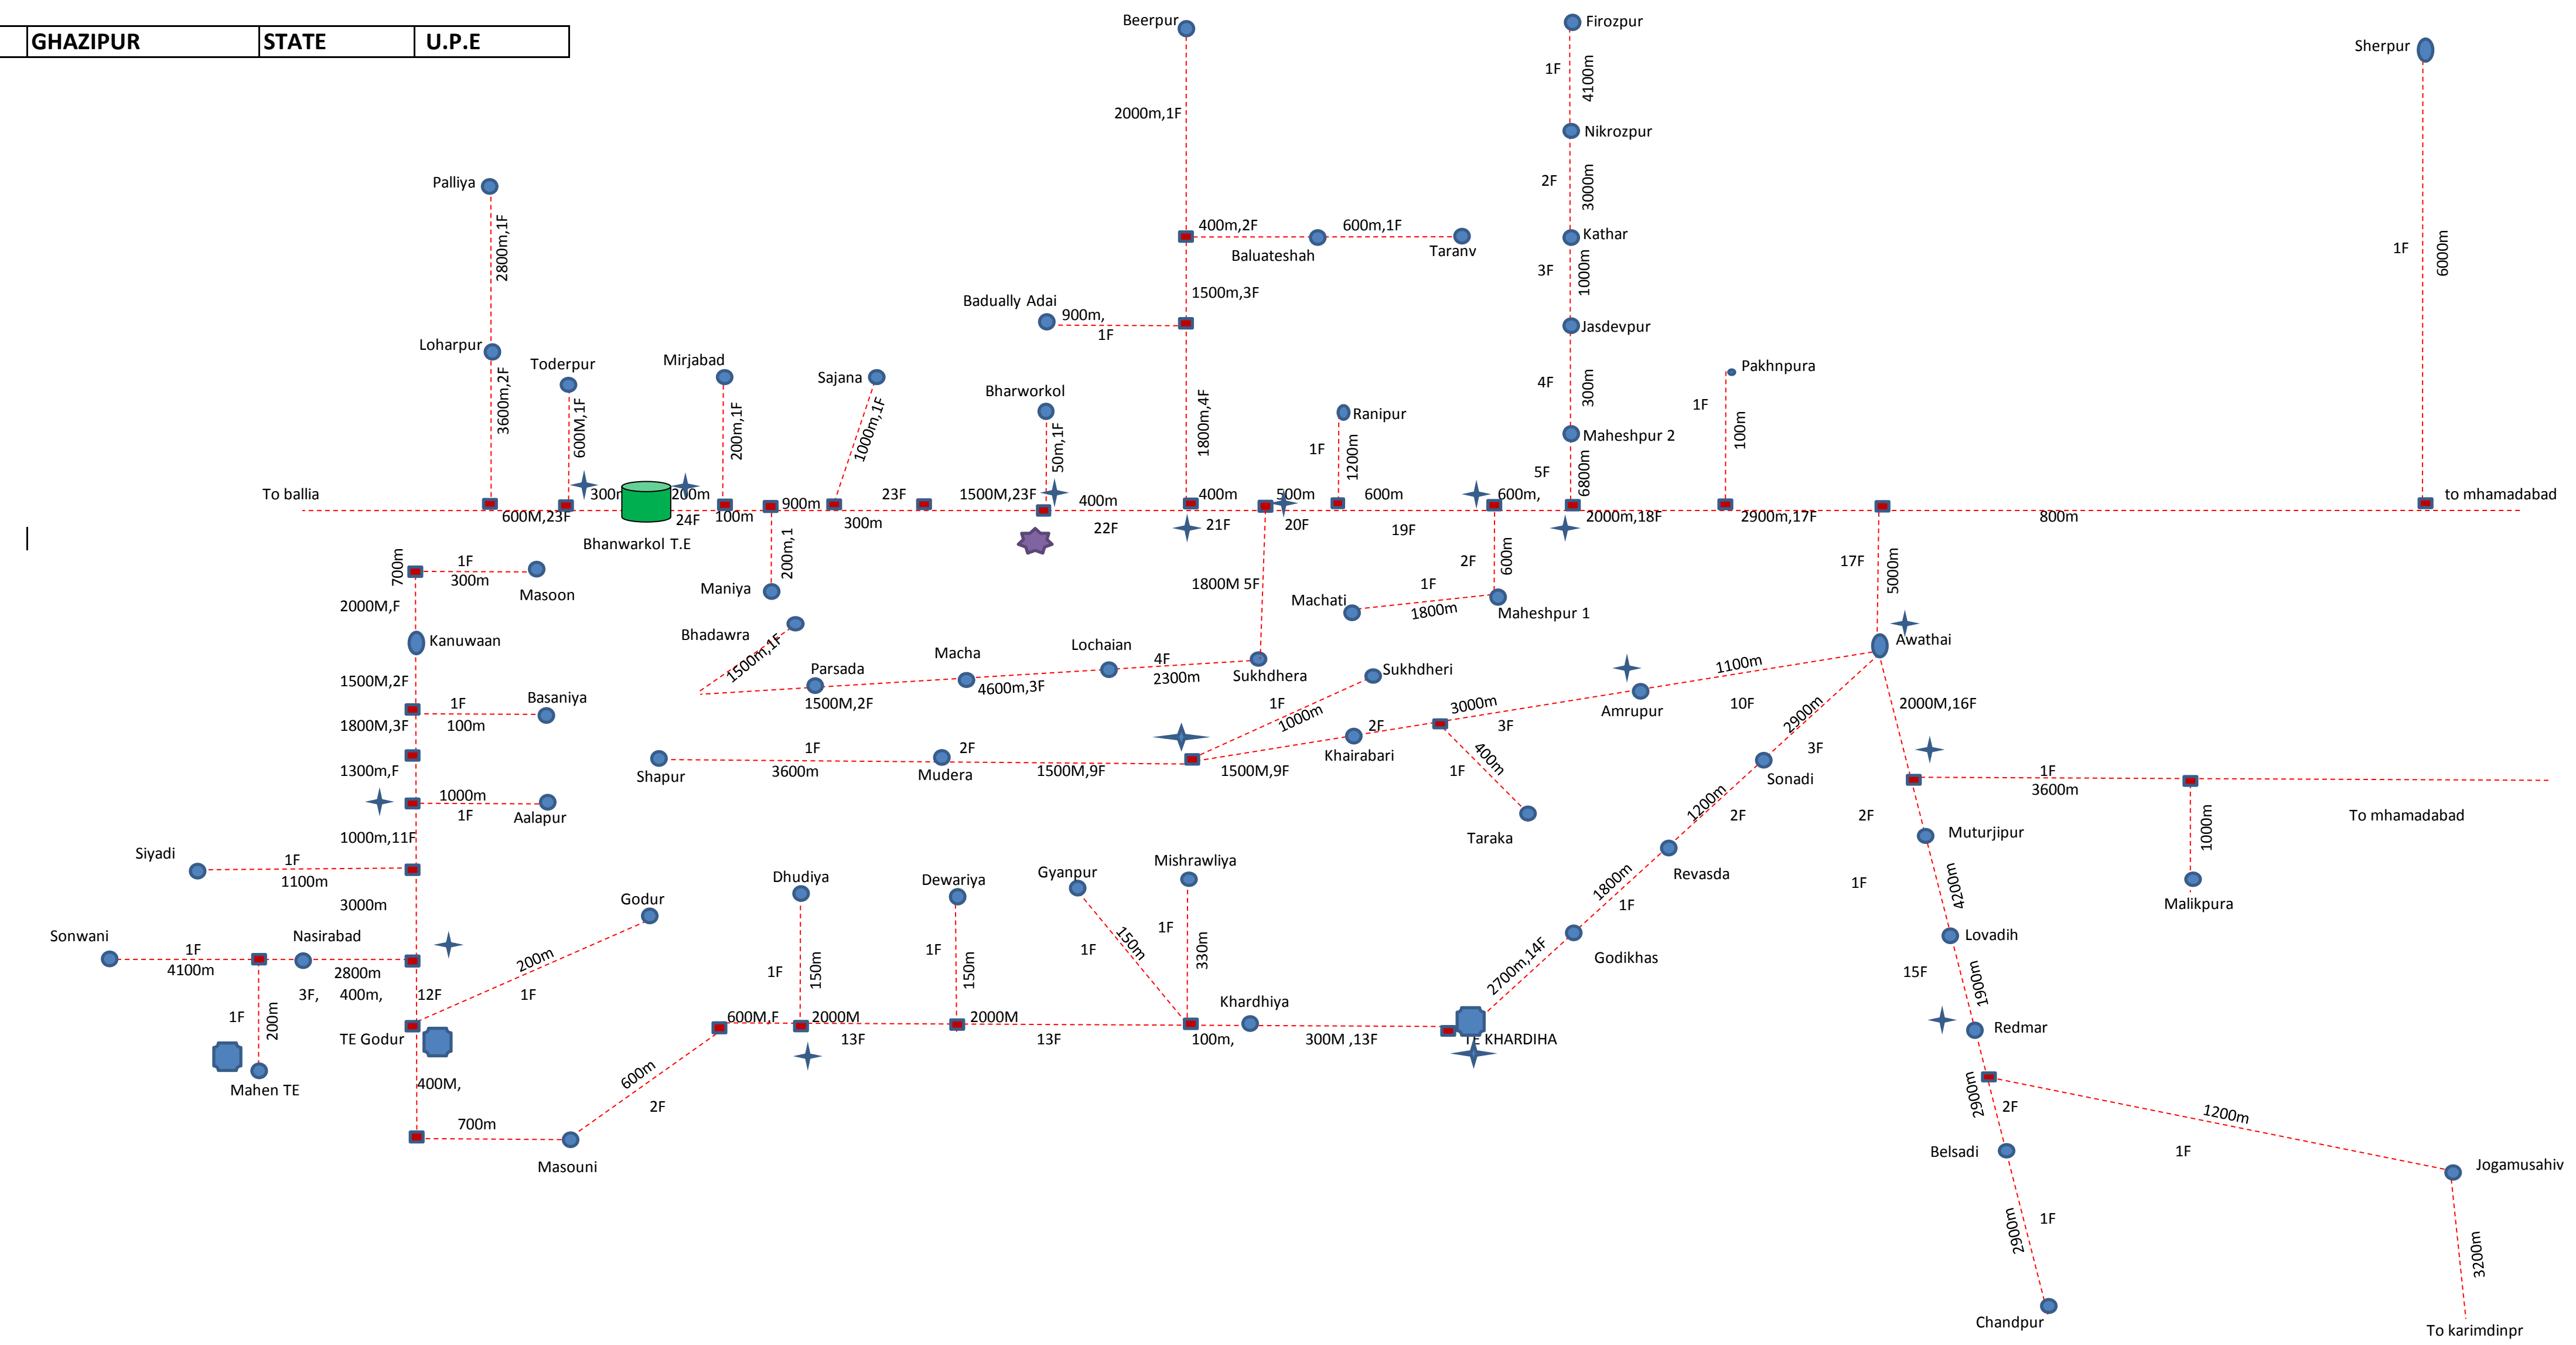 GHAZIPUR STATE U.P.E
Beerpur
Firozpur
Sherpur
1F
4100m
2000m,1F
Nikrozpur
Palliya
2F
3000m
2800m,1F
400m,2F
600m,1F
Kathar
Baluateshah
Taranv
1F
6000m
3F
1000m
1500m,3F
Badually Adai
900m,
1F
Jasdevpur
Loharpur
Toderpur
Mirjabad
Sajana
Pakhnpura
3600m,2F
600M,1F
200m,1F
1000m,1F
Bharworkol
50m,1F
1800m,4F
Ranipur
1F
1200m
4F
300m
1F
100m
Maheshpur 2
5F
6800m
To ballia
600M,23F
300m
200m
24F
100m
900m
300m
23F
1500M,23F
400m
22F
400m
21F
500m
20F
600m
19F
600m,
2000m,18F
2900m,17F
800m
to mhamadabad
Bhanwarkol T.E
700m
1F
300m
Masoon
200m,1
Maniya
1800M 5F
2F
600m
1F
1800m
Machati
Maheshpur 1
17F
5000m
2000M,F
Kanuwaan
Bhadawra
1500m,1F
Parsada
1500M,2F
Macha
4600m,3F
Lochaian
4F
2300m
Sukhdhera
Sukhdheri
1F
1000m
Awathai
1100m
Amrupur
10F
1500M,2F
1F
100m
Basaniya
1800M,3F
3000m
3F
2F
Khairabari
2900m
3F
Sonadi
2000M,16F
1F
3600m
Shapur
2F
Mudera
1500M,9F
1500M,9F
400m
1F
Taraka
1F
3600m
To mhamadabad
1300m,F
1000m
1F
Aalapur
1200m
2F
Revasda
2F
Muturjipur
1000m
Malikpura
1000m,11F
Siyadi
1F
1100m
3000m
Godur
Dhudiya
Dewariya
Gyanpur
Mishrawliya
1800m
1F
1F
4200m
Sonwani
1F
4100m
Nasirabad
2800m
3F,
400m,
12F
200m
1F
1F
150m
1F
150m
1F
150m
1F
330m
Godikhas
Lovadih
15F
1900m
1F
200m
Mahen TE
TE Godur
600M,F
2000M
13F
2000M
13F
Khardhiya
100m,
300M ,13F
2700m,14F
TE KHARDIHA
Redmar
400M,
700m
Masouni
600m
2F
2900m
2F
Belsadi
1200m
1F
Jogamusahiv
2900m
1F
Chandpur
3200m
To karimdinpr